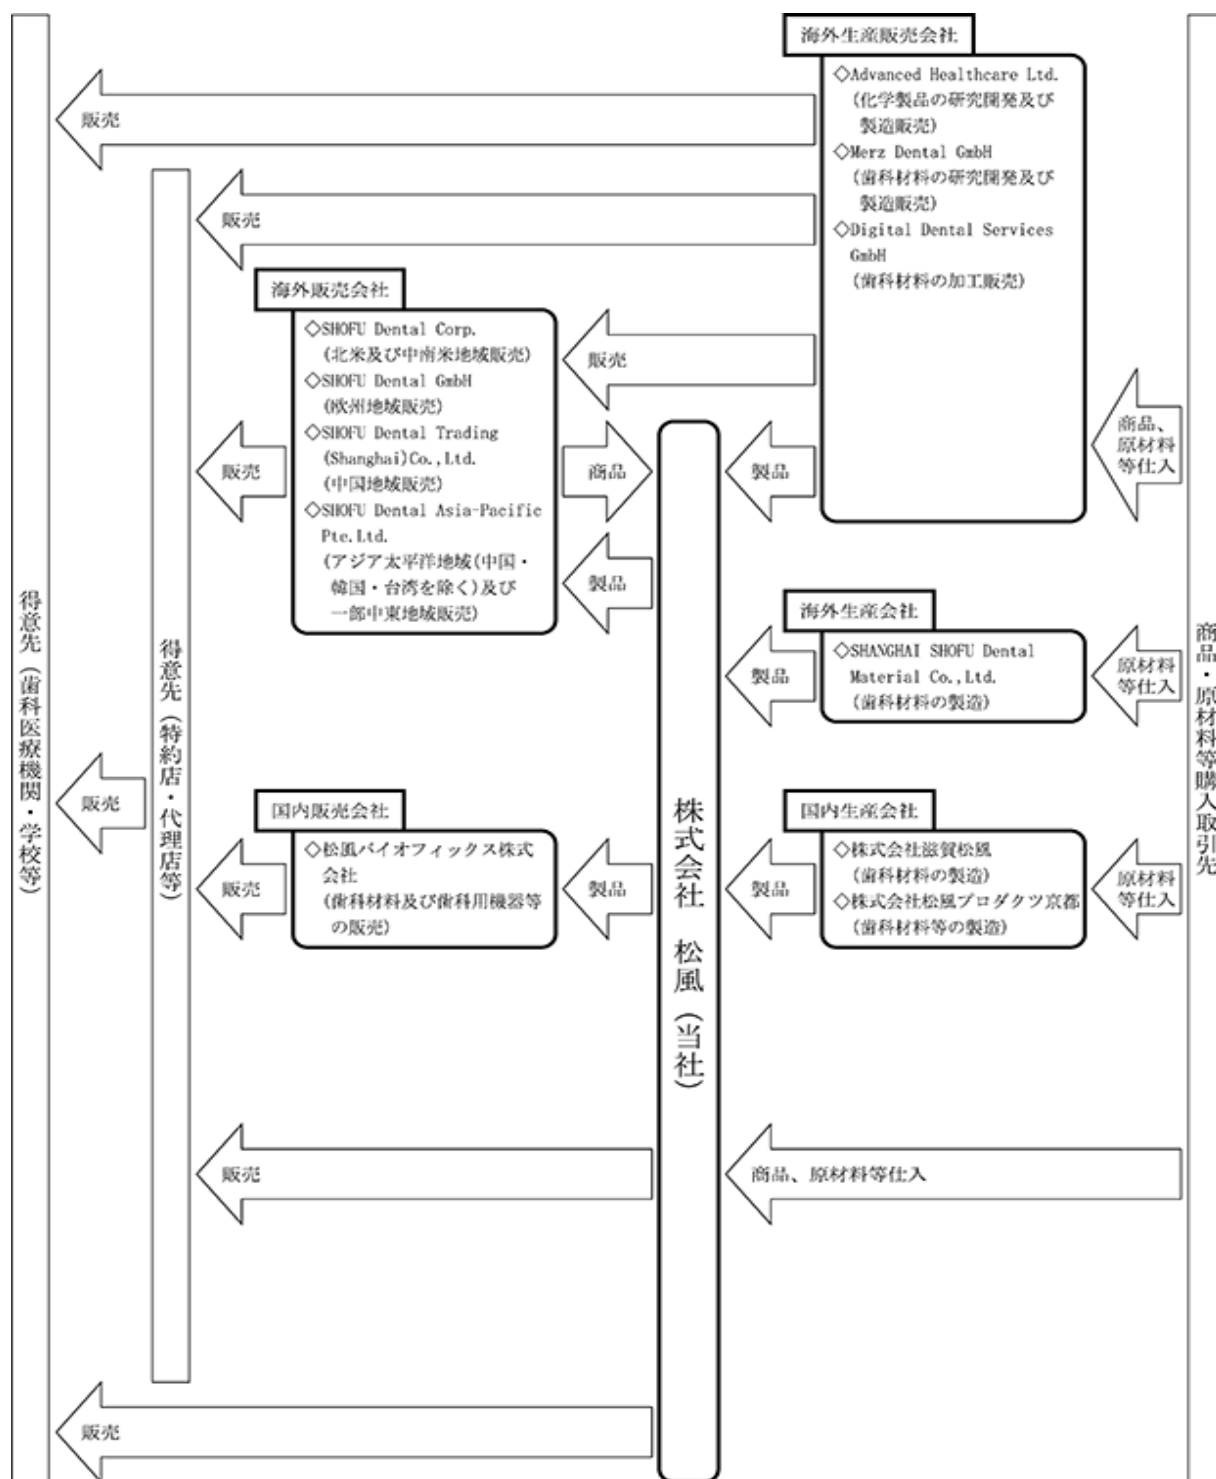 海外生産販売会社
◇Advanced Healthcare Ltd.
(化学製品の研究開発及び
製造販売)
◇Merz Dental GmbH
(歯科材料の研究開発及び
製造販売)
◇Digital Dental Services
GmbH
(歯科材料の加工販売)
販売
販売
海外販売会社
◇SHOFU Dental Corp.
(北米及び中南米地域販売)
◇SHOFU Dental GmbH
(欧州地域販売)
◇SHOFU Dental Trading
(Shanghai)Co.,Ltd.
(中国地域販売)
◇SHOFU Dental Asia-Pacific
Pte.Ltd.
(アジア太平洋地域(中国・
韓国・台湾を除く)及び
一部中東地域販売)
販売
販売
商品
製品
製品
商品、
原材料
等仕入
海外生産会社
◇SHANGHAI SHOFU Dental
Material Co.,Ltd.
(歯科材料の製造)
製品
原材料
等仕入
得意先(歯科医療機関・学校等)
販売
得意先(特約店・代理店等)
国内販売会社
◇松風バイオフィックス株式
会社
(歯科材料及び歯科用機器等
の販売)
販売
製品
株式会社 松風(当社)
国内生産会社
◇株式会社滋賀松風
(歯科材料の製造)
◇株式会社松風プロダクツ京都
(歯科材料等の製造)
製品
原材料
等仕入
商品・原材料等購入取引先
販売
商品、原材料等仕入
販売